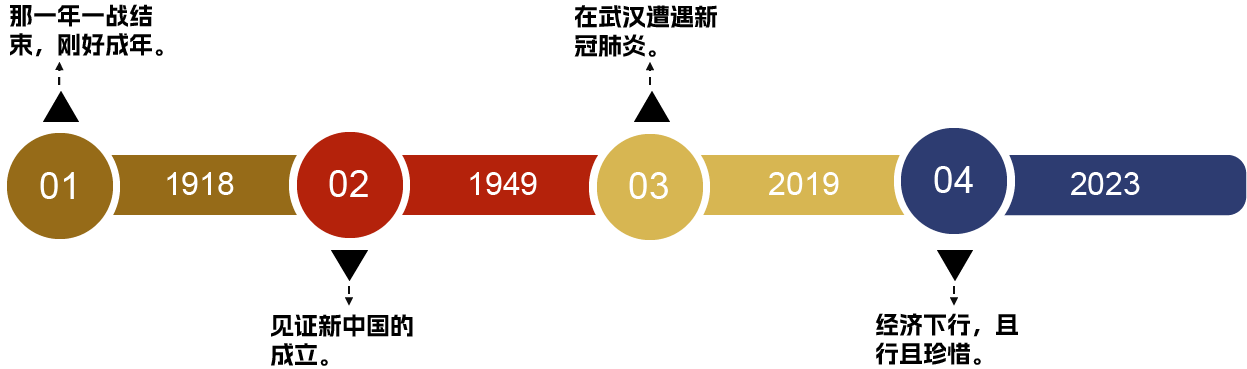 那一年一战结
束，刚好成年。
在武汉遭遇新
冠肺炎。
01
1918
02
1949
03
2019
04
2023
见证新中国的
成立。
经济下行，且
行且珍惜。